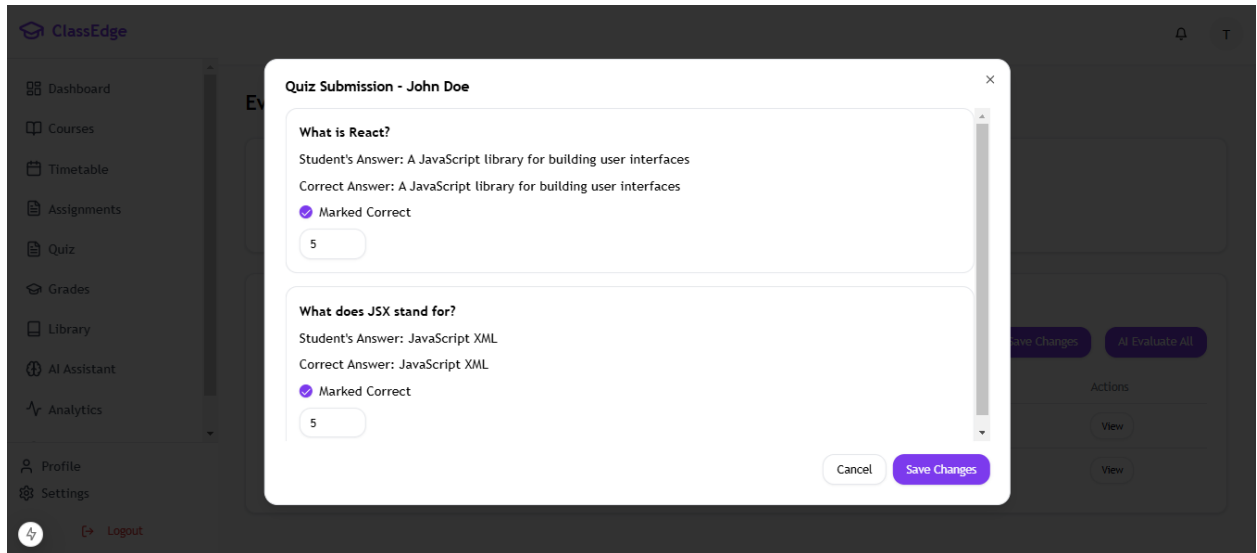 ClassEdge
T
Dashboard
Courses
Timetable
Assignments
Quiz
Grades
Library
AI Assistant
Analytics
Profile
Settings
Logout
Ev
Quiz Submission - John Doe
What is React?
Student's Answer: A JavaScript library for building user interfaces
Correct Answer: A JavaScript library for building user interfaces
Marked Correct
5
What does JSX stand for?
Student's Answer: JavaScript XML
Correct Answer: JavaScript XML
Marked Correct
5
Cancel
Save Changes
Save Changes
AI Evaluate All
Actions
View
View